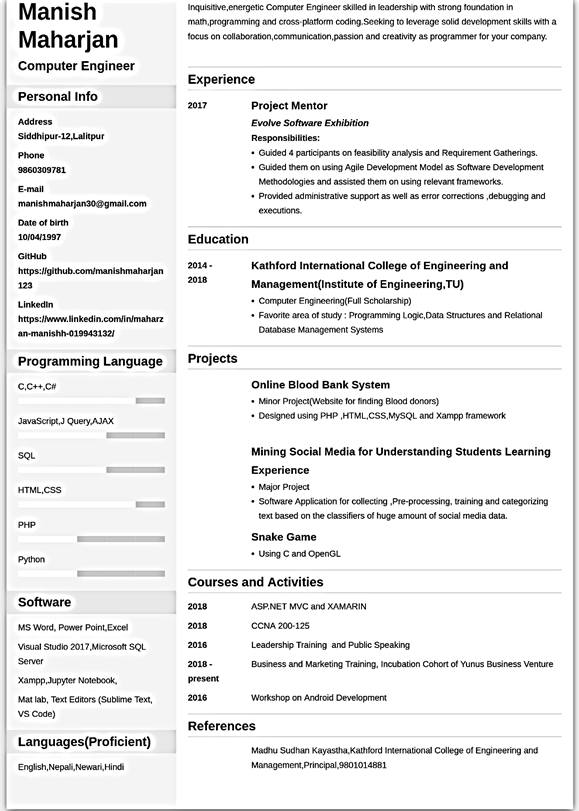 Manish
Maharjan
Computer Engineer
Personal Info
Address
Siddhipur-12,Lalitpur
Phone
9860309781
E-mail
manishmaharjan30@gmail.com
Date of birth
10/04/1997
GitHub
https://github.com/manishmaharjan
123
LinkedIn
https://www.linkedin.com/in/maharz
an-manishh-019943132/
Programming Language
C,C++,C#
JavaScript,J Query,AJAX
SQL
HTML,CSS
PHP
Python
Software
MS Word, Power Point,Excel
Visual Studio 2017,Microsoft SQL
Server
Xampp,Jupyter Notebook,
Mat lab, Text Editors (Sublime Text,
VS Code)
Languages(Proficient)
English,Nepali,Newari,Hindi
Inquisitive,energetic Computer Engineer skilled in leadership with strong foundation in
math,programming and cross-platform coding.Seeking to leverage solid development skills with a
focus on collaboration,communication,passion and creativity as programmer for your company.
Experience
2017 Project Mentor
Evolve Software Exhibition
Responsibilities:
• Guided 4 participants on feasibility analysis and Requirement Gatherings.
• Guided them on using Agile Development Model as Software Development
Methodologies and assisted them on using relevant frameworks.
• Provided administrative support as well as error corrections ,debugging and
executions.
Education
2014 - Kathford International College of Engineering and
2018 Management(Institute of Engineering,TU)
• Computer Engineering(Full Scholarship)
• Favorite area of study : Programming Logic,Data Structures and Relational
Database Management Systems
Projects
Online Blood Bank System
• Minor Project(Website for finding Blood donors)
• Designed using PHP ,HTML,CSS,MySQL and Xampp framework
Mining Social Media for Understanding Students Learning
Experience
• Major Project
• Software Application for collecting ,Pre-processing, training and categorizing
text based on the classifiers of huge amount of social media data.
Snake Game
• Using C and OpenGL
Courses and Activities
2018 ASP.NET MVC and XAMARIN
2018 CCNA 200-125
2016 Leadership Training and Public Speaking
2018 - Business and Marketing Training, Incubation Cohort of Yunus Business Venture
present
2016 Workshop on Android Development
References
Madhu Sudhan Kayastha,Kathford International College of Engineering and
Management,Principal,9801014881